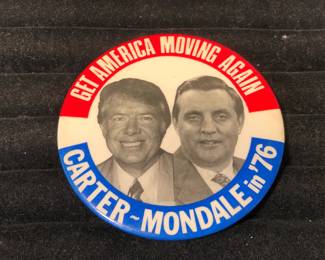 GET AMERICA MOVING AGAIN
CARTER~MONDALE in '76